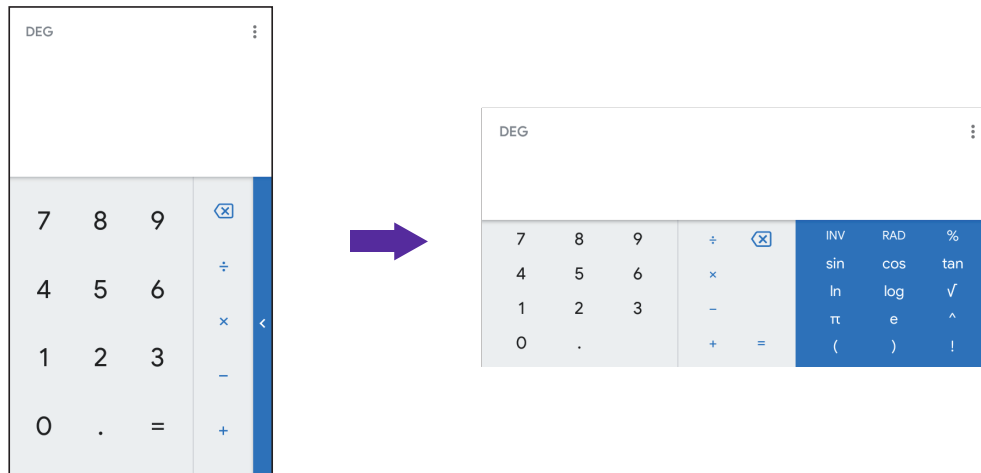 DEG
7 8 9
÷
4 5 6
×
1 2 3
−
0 . =
+
DEG
7 8 9 ÷ INV RAD %
4 5 6 × sin cos tan
1 2 3 − ln log √
0 . + = π e ^
( ) !